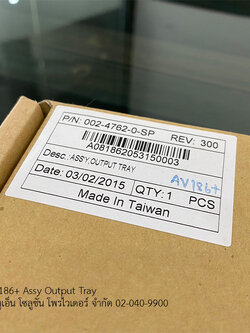 P/N: 002-4762-0-SP REV: 300
A081862053150003
Desc.: ASSY.OUTPUT TRAY
AV186+
Date: 03/02/2015 QTY: 1 PCS
Made In Taiwan
186+ Assy Output Tray
เอ็น โซลูชั่น โพรไวเดอร์ จำกัด 02-040-9900